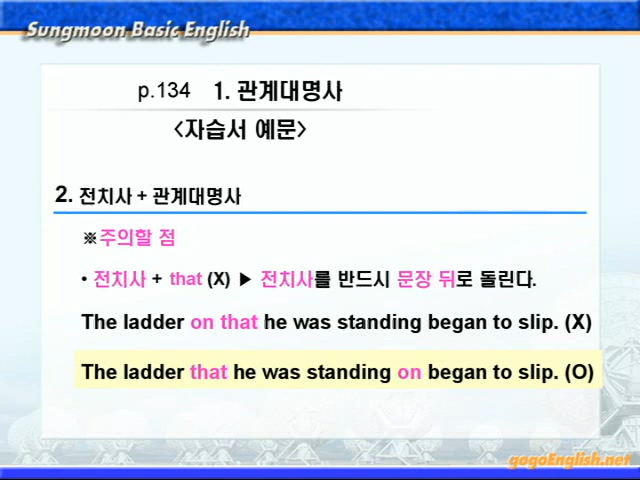 Sungmoon Basic English
p.134 1. 관계대명사
<자습서 예문>
2. 전치사 + 관계대명사
※주의할 점
• 전치사 + that (X) ▶ 전치사를 반드시 문장 뒤로 돌린다.
The ladder on that he was standing began to slip. (X)
The ladder that he was standing on began to slip. (O)
gogoEnglish.net